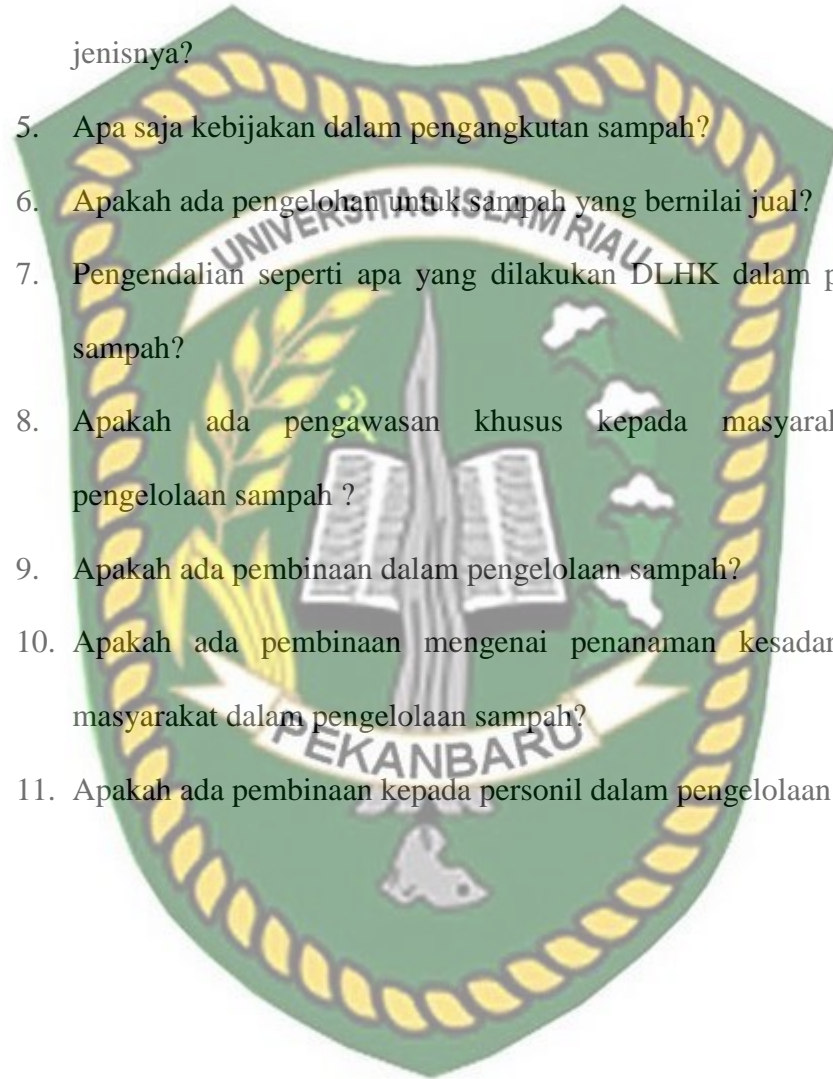 jenisnya?
5. Apa saja kebijakan dalam pengangkutan sampah?
6. Apakah ada pengelohan untuk sampah yang bernilai jual?
UNIVERSITAS ISLAM RIAU
7. Pengendalian seperti apa yang dilakukan DLHK dalam
sampah?
8. Apakah ada pengawasan khusus kepada
pengelolaan sampah ?
9. Apakah ada pembinaan dalam pengelolaan sampah?
10. Apakah ada pembinaan mengenai penanaman
masyarakat dalam pengelolaan sampah?
PEKANBARU
11. Apakah ada pembinaan kepada personil dalam pengelolaan